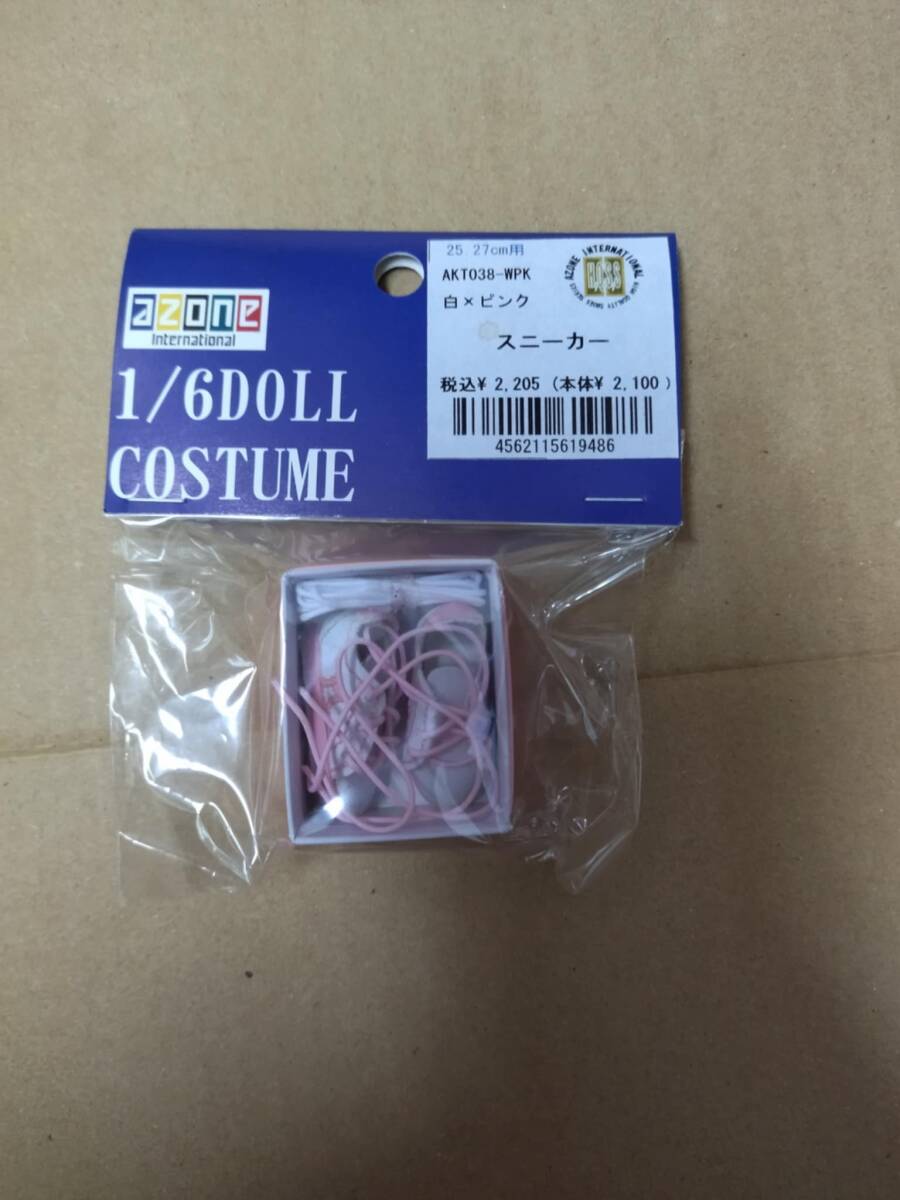 azone
International
1/6DOLL
COSTUME
25 27cm用
AKT038-WPK
白×ピンク
AZONE INTERNATIONAL
スニーカー
税込¥ 2,205 (本体¥ 2,100 )
4562115619486